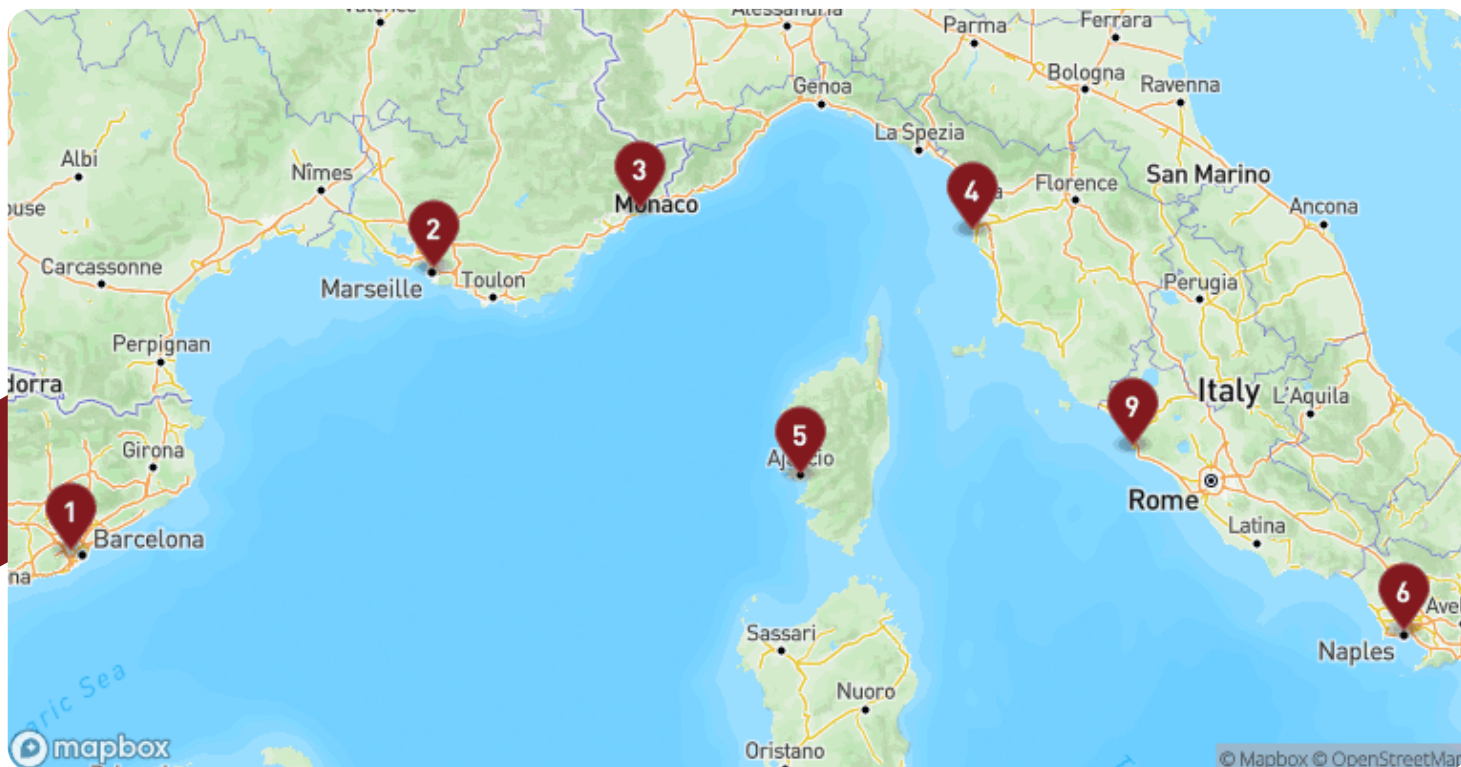 Alessandria
Parma
Ferrara
Genoa
Bologna
Ravenna
La Spezia
Albi
Nîmes
3
Monaco
4
Florence
San Marino
Ancona
2
Carcassonne
Marseille
Toulon
Perugia
Perpignan
dorra
9
Italy
L'Aquila
5
Girona
1
Barcelona
Rome
Latina
6
Naples
Sassari
Nuoro
Oristano
mapbox
© Mapbox © OpenStreetMap